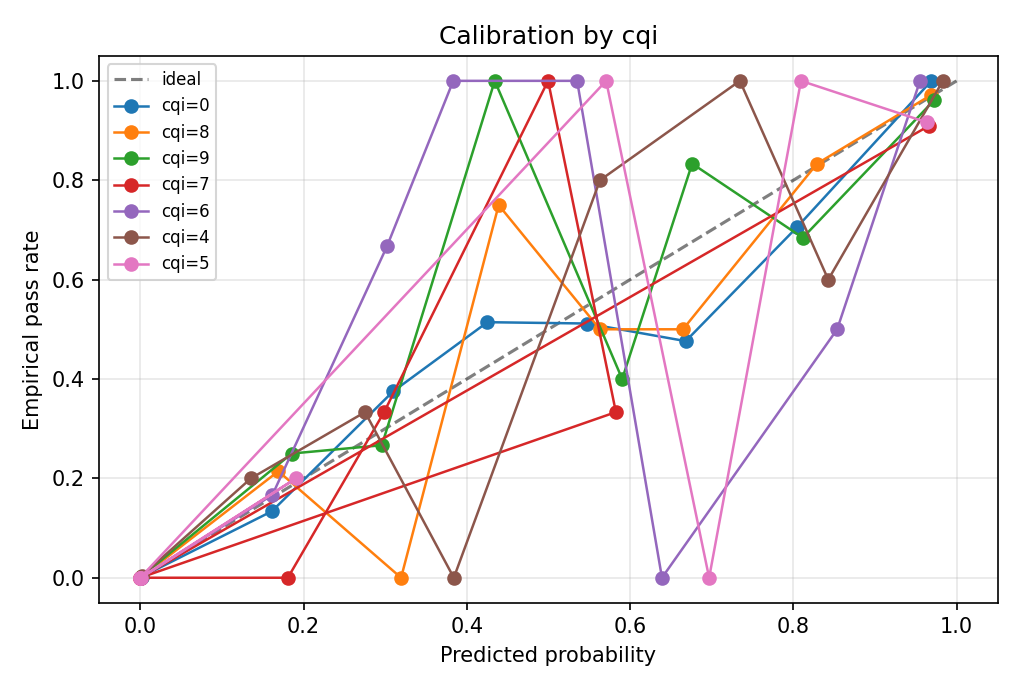 Calibration by cqi
ideal
cqi=0
cqi=8
cqi=9
cqi=7
cqi=6
cqi=4
cqi=5
Empirical pass rate
1.0
0.8
0.6
0.4
0.2
0.0
0.0 0.2 0.4 0.6 0.8 1.0
Predicted probability